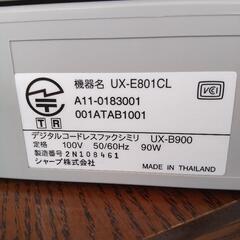 機器名 UX-E801CL
A11-0183001
001ATAB1001
T R
VCI
デジタルコードレスファクシミリ UX-B900
定格 100V 50/60Hz 90W
製造番号 2N108461
シャープ株式会社 MADE IN THAILAND